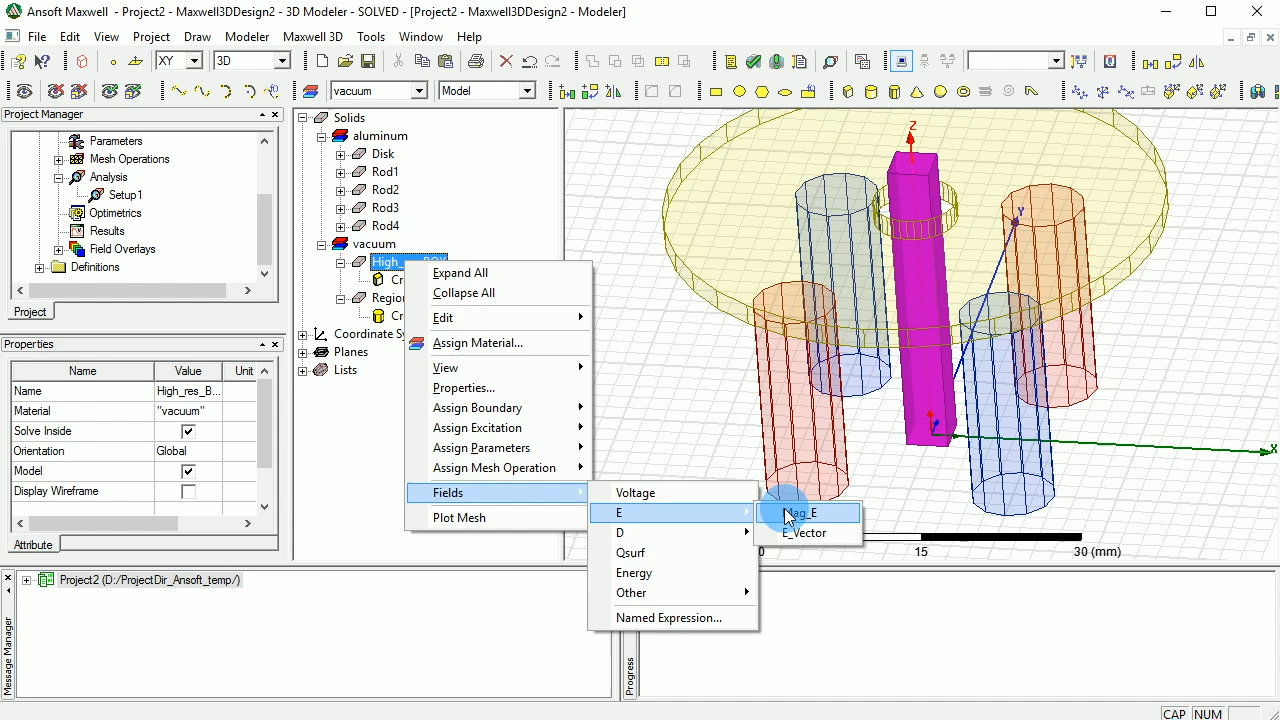 Ansoft Maxwell - Project2 - Maxwell3DDesign2 - 3D Modeler - SOLVED - [Project2 - Maxwell3DDesign2 - Modeler]
File Edit View Project Draw Modeler Maxwell 3D Tools Window Help
XY 3D
vacuum Model
Project Manager
Parameters
Mesh Operations
Analysis
Setup1
Optimetrics
Results
Field Overlays
Definitions
Project
Properties
Name Value Unit
Name High_res_B...
Material "vacuum"
Solve Inside
Orientation Global
Model
Display Wireframe
Attribute
Solids
aluminum
Disk
Rod1
Rod2
Rod3
Rod4
vacuum
Cr
Region
Cr
Coordinate Sy
Planes
Lists
Expand All
Collapse All
Edit
Assign Material...
View
Properties...
Assign Boundary
Assign Excitation
Assign Parameters
Assign Mesh Operation
Fields
Plot Mesh
Voltage
E
D
Qsurf
Energy
Other
Named Expression...
Mag_E
E_Vector
Z
Y
X
0 15 30 (mm)
Message Manager
Project2 (D:/ProjectDir_Ansoft_temp/)
Progress
CAP NUM